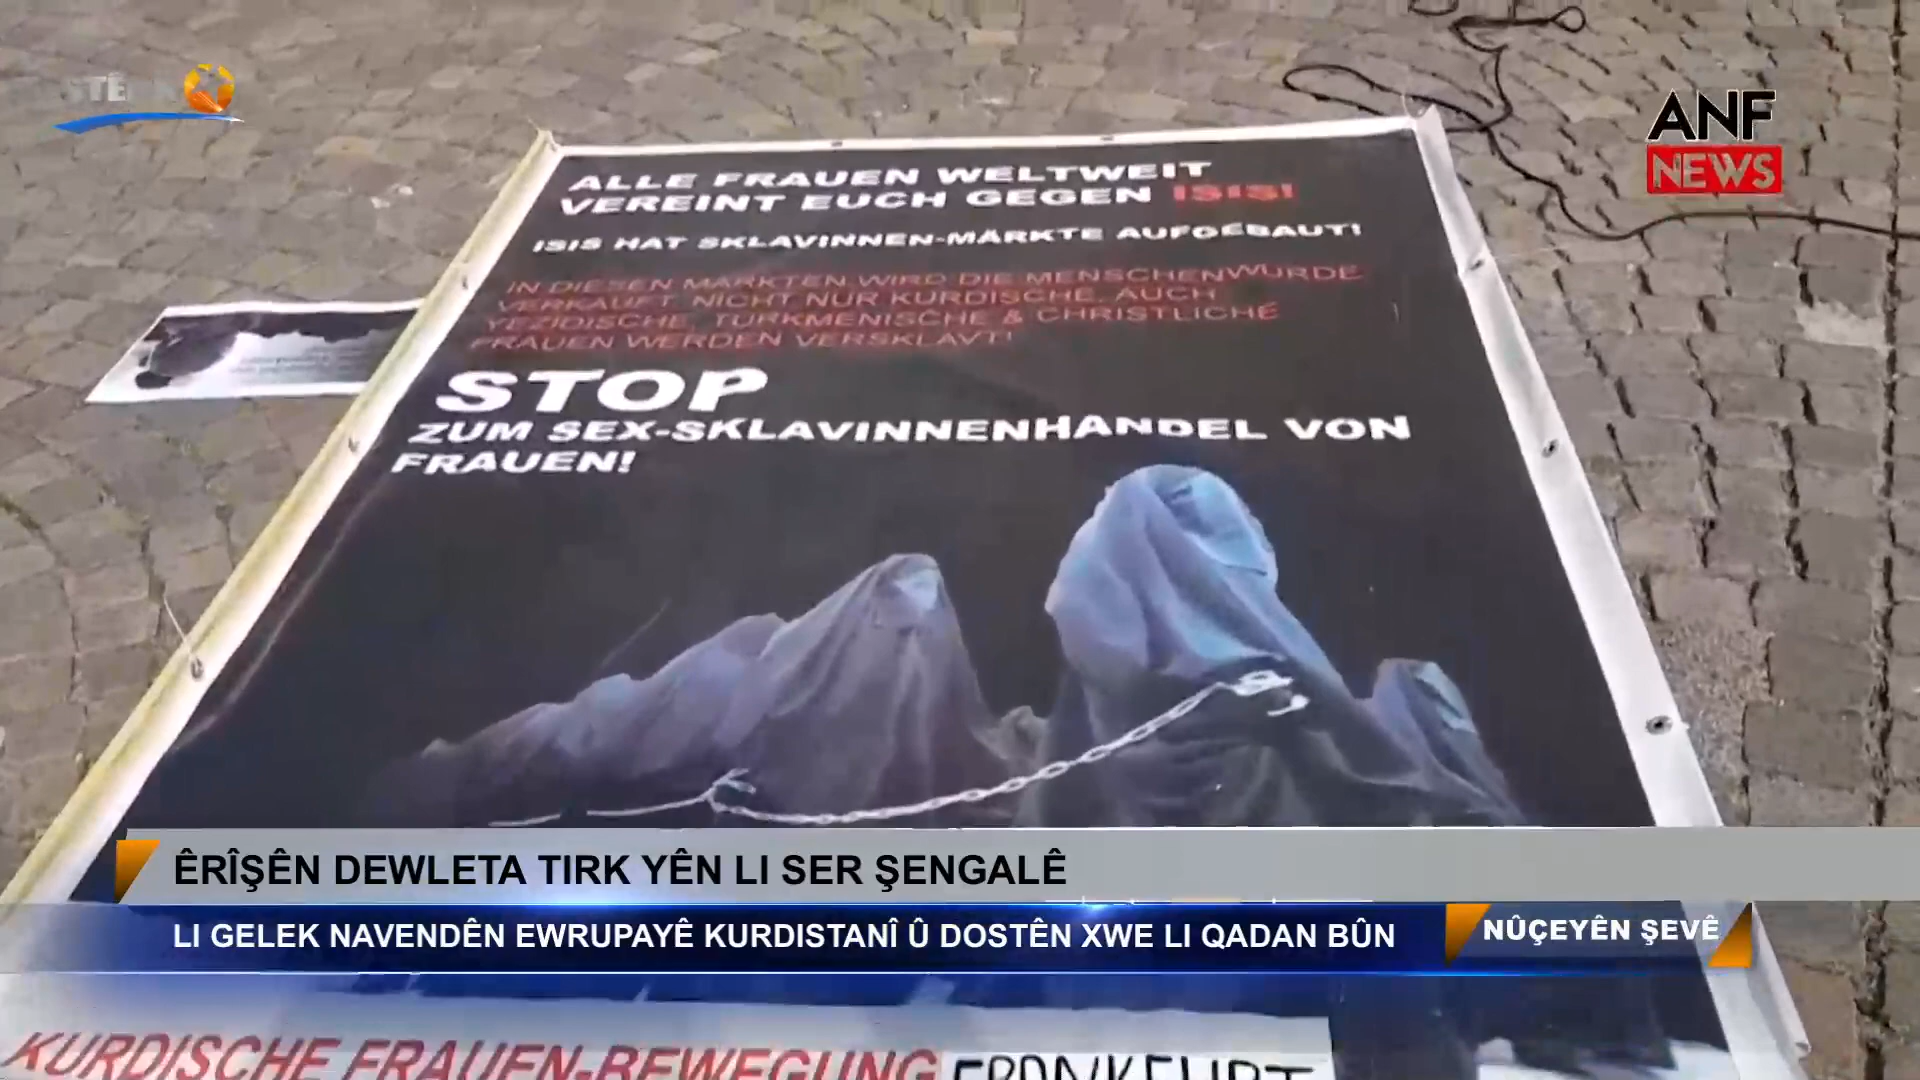 ANF
NEWS
ALLE FRAUEN WELTWEIT
VEREINT EUCH GEGEN ISIS!
ISIS HAT SKLAVINNEN-MÄRKTE AUFGEBAUT!
IN DIESEN MÄRKTEN WIRD DIE MENSCHENWÜRDE
VERKAUFT. NICHT NUR KURDISCHE, AUCH
YEZIDISCHE, TURKMENISCHE & CHRISTLICHE
FRAUEN WERDEN VERSKLAVT!
STOP
ZUM SEX-SKLAVINNENHANDEL VON
FRAUEN!
ÊRÎŞÊN DEWLETA TIRK YÊN LI SER ŞENGALÊ
LI GELEK NAVENDÊN EWRUPAYÊ KURDISTANÎ Û DOSTÊN XWE LI QADAN BÛN
NÛÇEYÊN ŞEVÊ
KURDISCHE FRAUEN-BEWEGUNG FRANKFURT